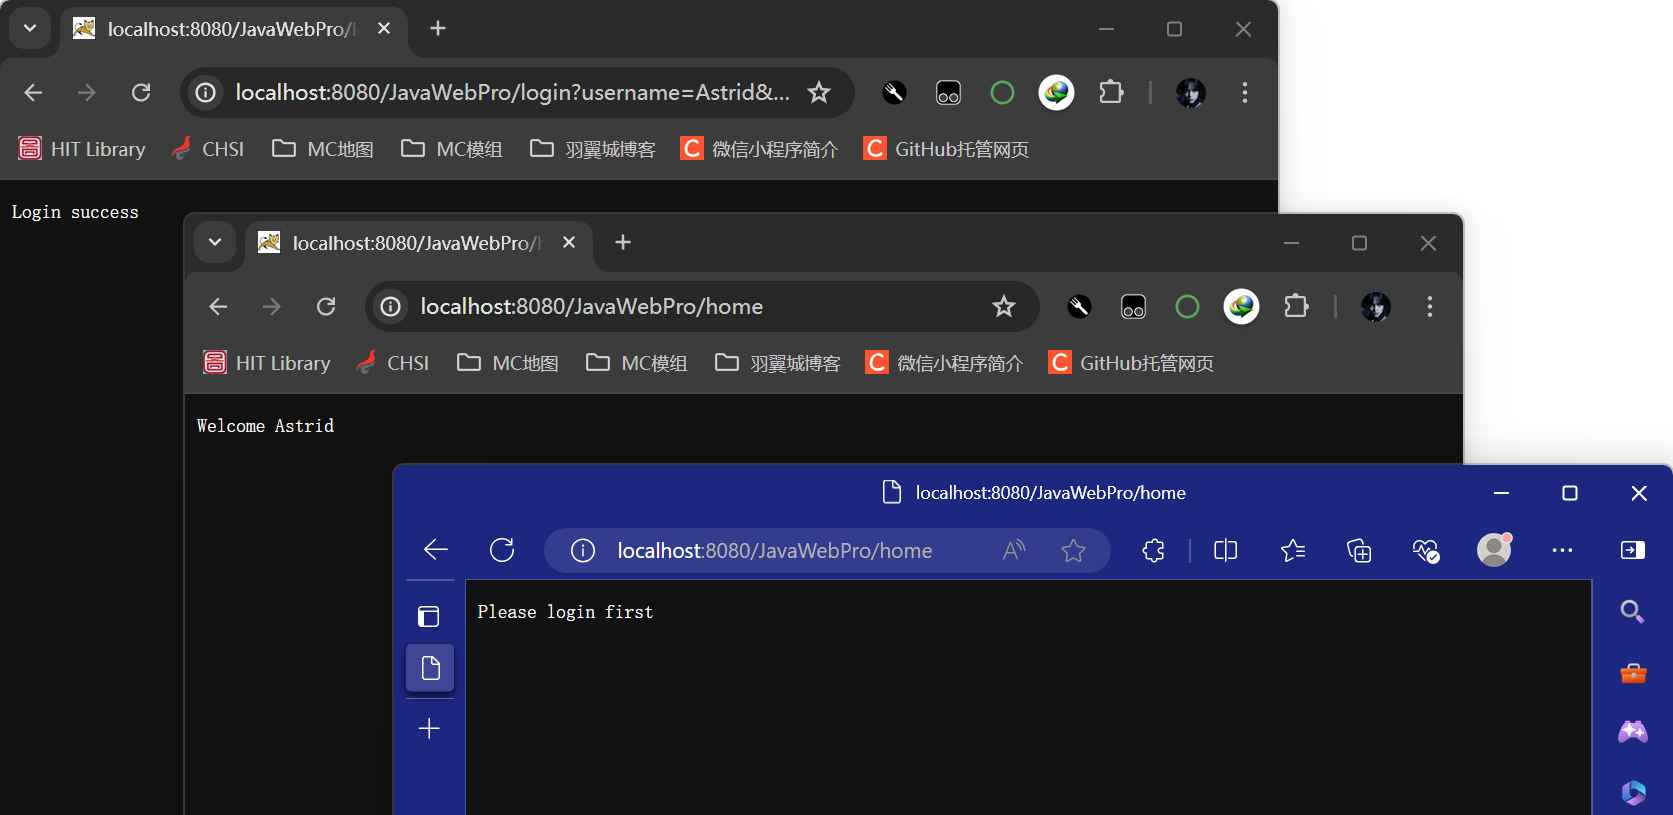 localhost:8080/JavaWebPro/l
localhost:8080/JavaWebPro/login?username=Astrid&...
HIT Library CHSI MC地图 MC模组 羽翼城博客 C 微信小程序简介 C GitHub托管网页
Login success
localhost:8080/JavaWebPro/h
localhost:8080/JavaWebPro/home
HIT Library CHSI MC地图 MC模组 羽翼城博客 C 微信小程序简介 C GitHub托管网页
Welcome Astrid
localhost:8080/JavaWebPro/home
localhost:8080/JavaWebPro/home
Please login first